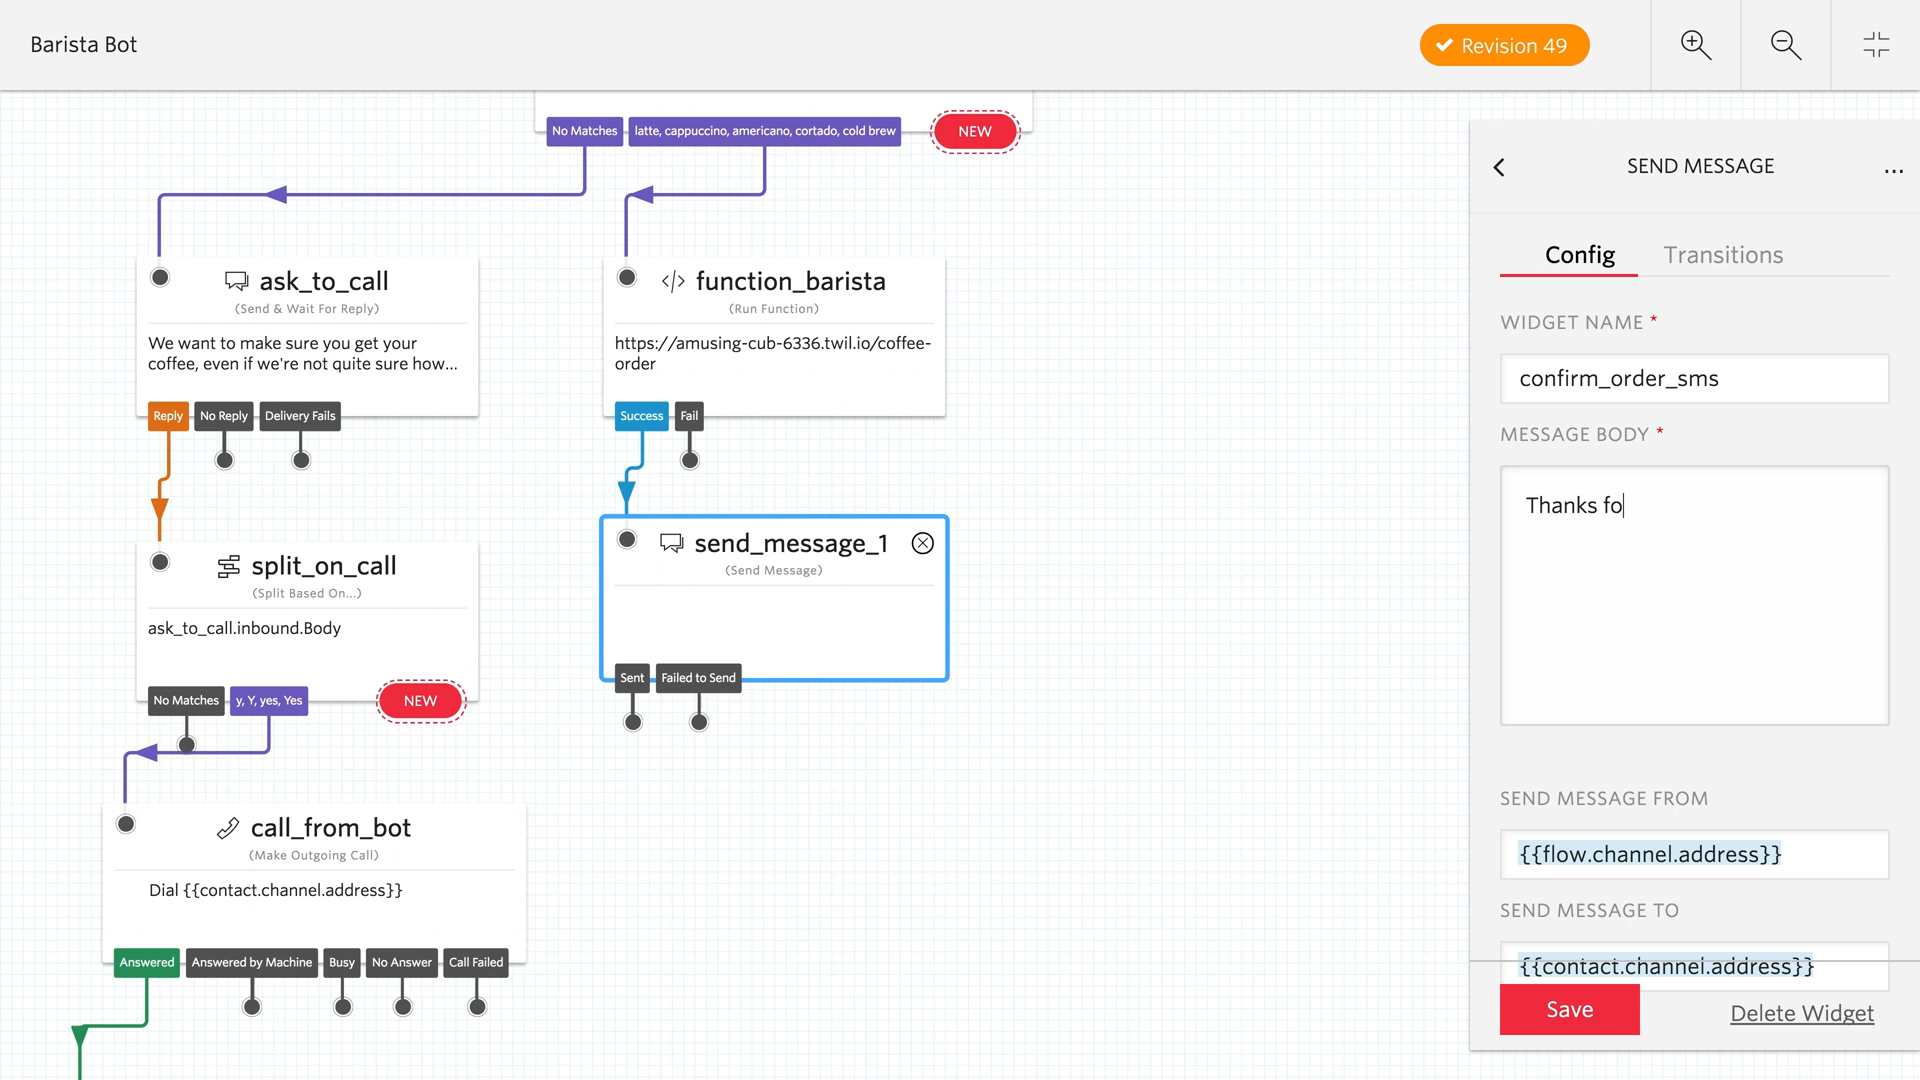 Barista Bot
Revision 49
No Matches
latte, cappuccino, americano, cortado, cold brew
NEW
ask_to_call
(Send & Wait For Reply)
We want to make sure you get your
coffee, even if we're not quite sure how...
Reply
No Reply
Delivery Fails
function_barista
(Run Function)
https://amusing-cub-6336.twil.io/coffee-
order
Success
Fail
split_on_call
(Split Based On...)
ask_to_call.inbound.Body
No Matches
y, Y, yes, Yes
NEW
send_message_1
(Send Message)
Sent
Failed to Send
call_from_bot
(Make Outgoing Call)
Dial {{contact.channel.address}}
Answered
Answered by Machine
Busy
No Answer
Call Failed
SEND MESSAGE
...
Config
Transitions
WIDGET NAME *
confirm_order_sms
MESSAGE BODY *
Thanks fo
SEND MESSAGE FROM
{{flow.channel.address}}
SEND MESSAGE TO
{{contact.channel.address}}
Save
Delete Widget